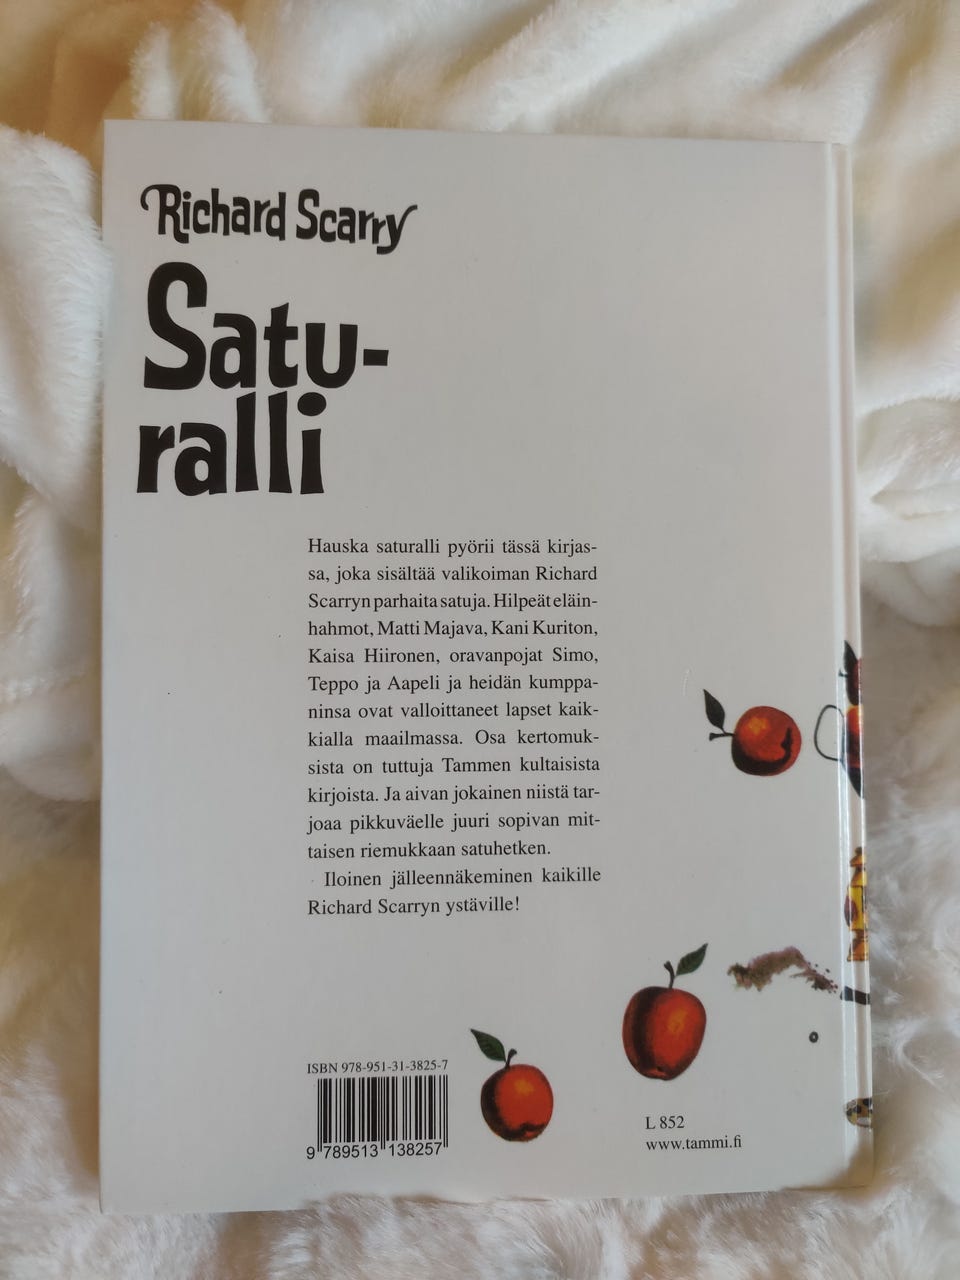 Richard Scarry
Satu-
ralli
Hauska saturalli pyörii tässä kirjas-
sa, joka sisältää valikoiman Richard
Scarryn parhaita satuja. Hilpeät eläin-
hahmot, Matti Majava, Kani Kuriton,
Kaisa Hiironen, oravanpojat Simo,
Teppo ja Aapeli ja heidän kumppa-
ninsa ovat valloittaneet lapset kaik-
kialla maailmassa. Osa kertomuk-
sista on tuttuja Tammen kultaisista
kirjoista. Ja aivan jokainen niistä tar-
joaa pikkuväelle juuri sopivan mit-
taisen riemukkaan satuhetken.
Iloinen jälleennäkeminen kaikille
Richard Scarryn ystäville!
ISBN 978-951-31-3825-7
9 789513 138257
L 852
www.tammi.fi